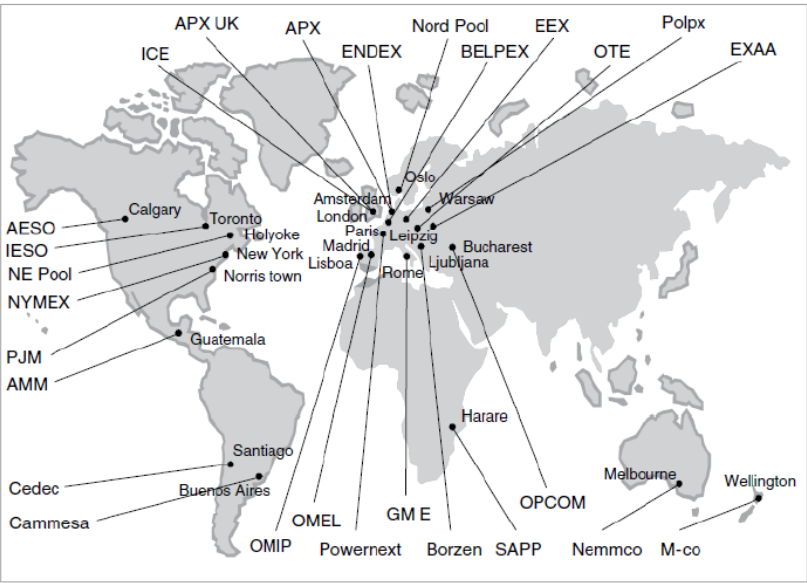 APX UK
APX
Nord Pool
EEX
Polpx
ICE
ENDEX
BELPEX
OTE
EXAA
Oslo
Amsterdam
Warsaw
London
Calgary
AESO
Toronto
Paris
Leipzig
IESO
Holyoke
Madrid
Bucharest
NE Pool
New York
Lisboa
Ljubljana
Norris town
Rome
NYMEX
Guatemala
PJM
AMM
Harare
Santiago
Melbourne
Wellington
Cedec
Buenos Aires
OPCOM
Cammesa
OMEL
GM E
OMIP
Powernext
Borzen
SAPP
Nemmco
M-co